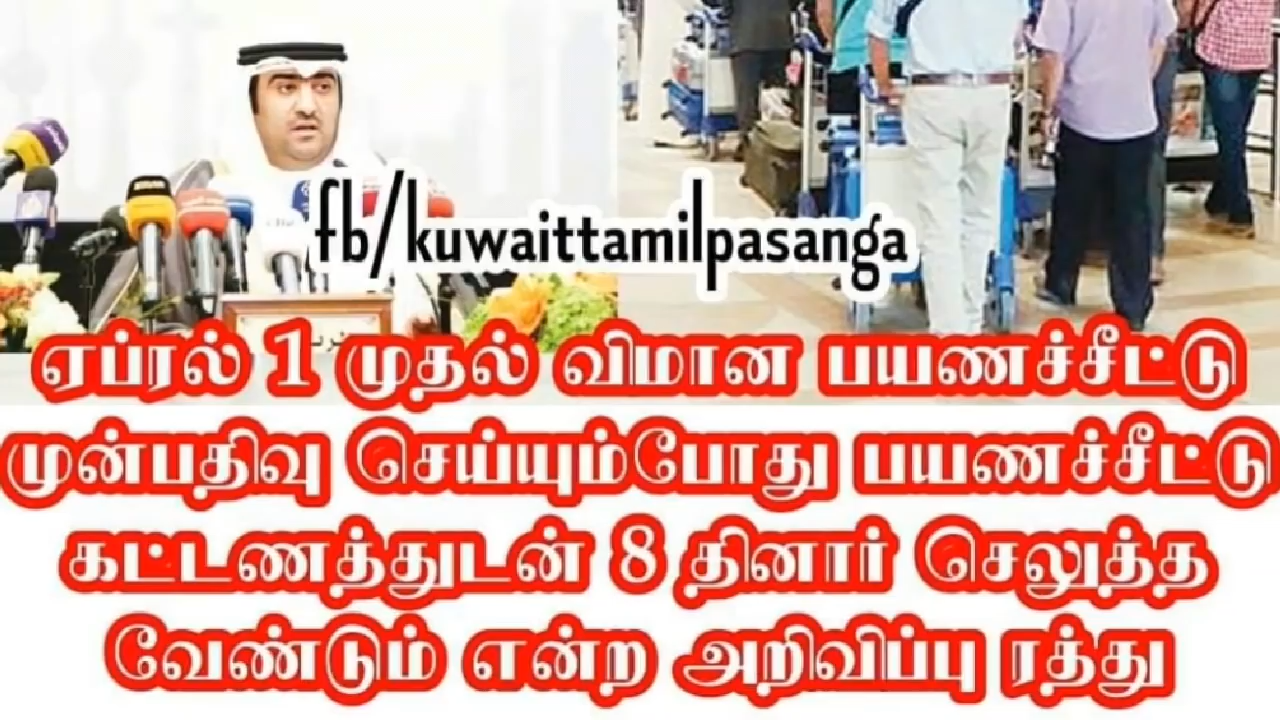 fb/kuwaittamilpasanga
ஏப்ரல் 1 முதல் விமான பயணச்சீட்டு
முன்பதிவு செய்யும்போது பயணச்சீட்டு
கட்டணத்துடன் 8 தினார் செலுத்த
வேண்டும் என்ற அறிவிப்பு ரத்து